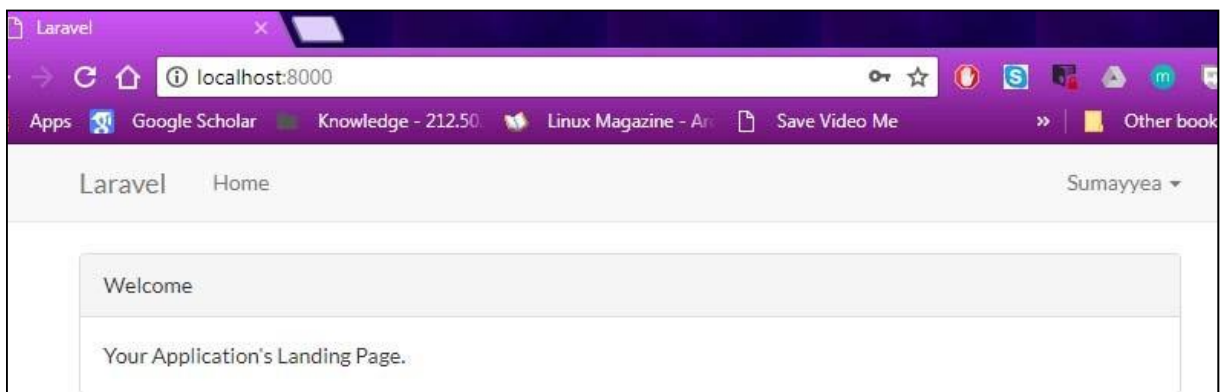 Laravel
localhost:8000
Apps Google Scholar Knowledge - 212.50. Linux Magazine - Ar Save Video Me » Other book
Laravel Home Sumayyea
Welcome
Your Application's Landing Page.